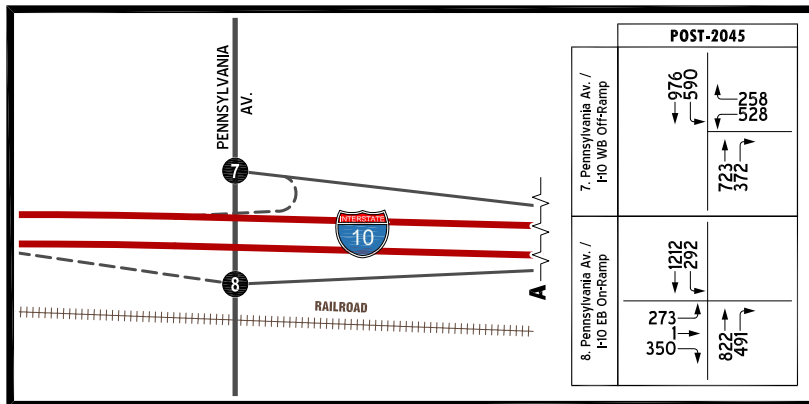 PENNSYLVANIA
AV.
7
INTERSTATE
10
8
RAILROAD
A
POST-2045
7. Pennsylvania Av. /
I-10 WB Off-Ramp
976
590
258
528
723
372
8. Pennsylvania Av. /
I-10 EB On-Ramp
1212
292
273
1
350
822
491